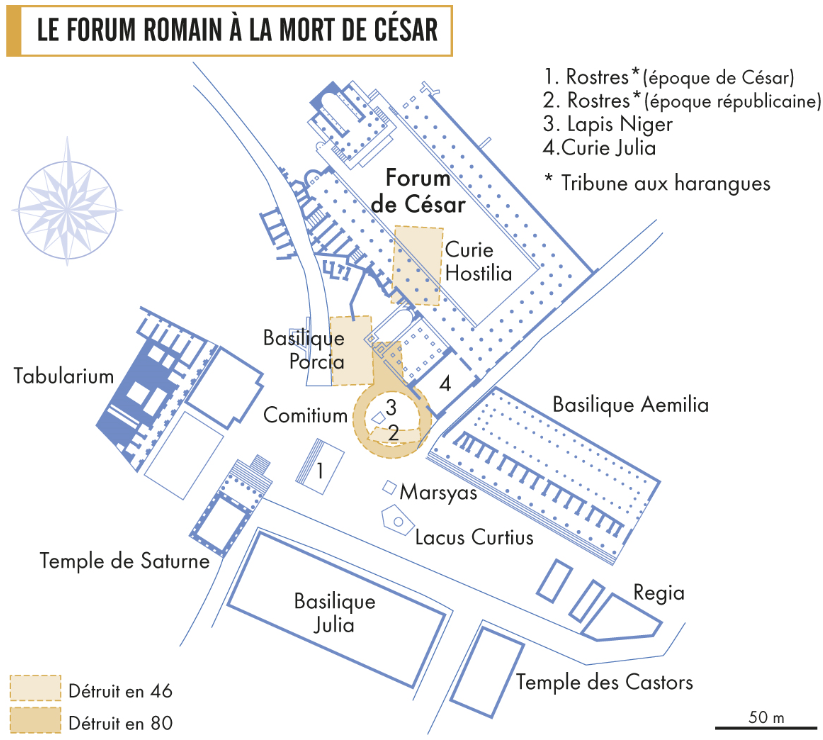 LE FORUM ROMAIN À LA MORT DE CÉSAR
1. Rostres* (époque de César)
2. Rostres* (époque républicaine)
3. Lapis Niger
4.Curie Julia
* Tribune aux harangues
Forum
de César
Curie
Hostilia
Basilique
Porcia
Tabularium
4
Basilique Aemilia
Comitium
3
2
1
Marsyas
Lacus Curtius
Temple de Saturne
Regia
Basilique
Julia
Temple des Castors
Détruit en 46
Détruit en 80
50 m